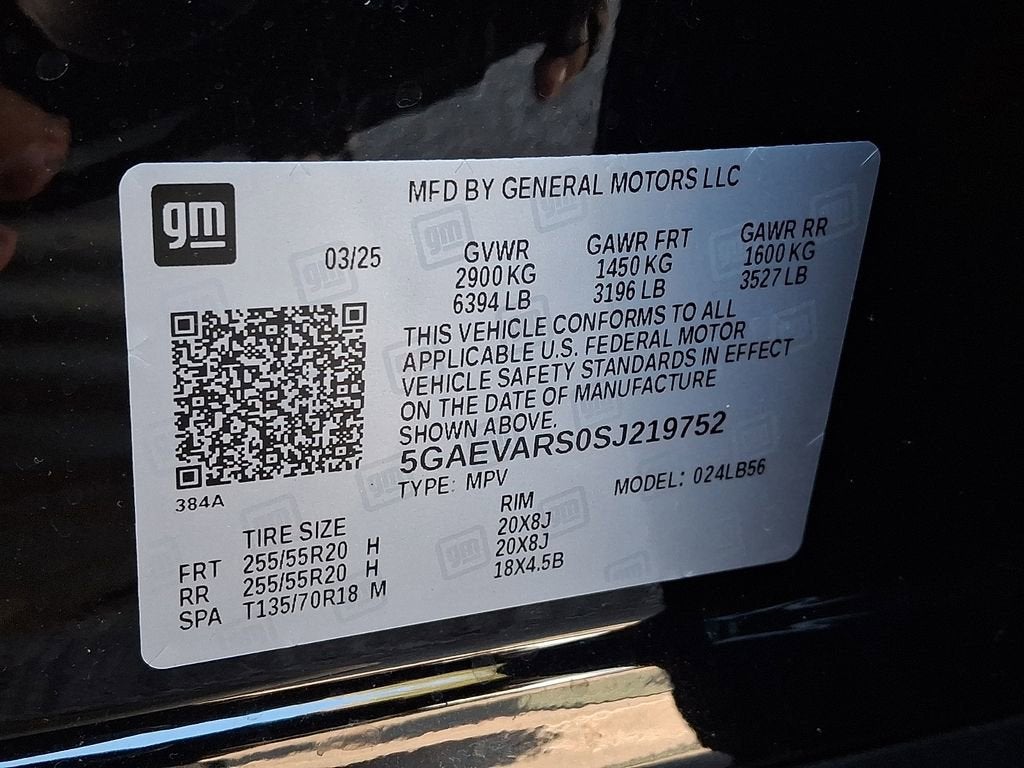 gm
MFD BY GENERAL MOTORS LLC
03/25
GVWR GAWR FRT GAWR RR
2900 KG 1450 KG 1600 KG
6394 LB 3196 LB 3527 LB
THIS VEHICLE CONFORMS TO ALL
APPLICABLE U.S. FEDERAL MOTOR
VEHICLE SAFETY STANDARDS IN EFFECT
ON THE DATE OF MANUFACTURE
SHOWN ABOVE.
5GAEVARS0SJ219752
TYPE: MPV MODEL: 024LB56
384A
TIRE SIZE RIM
FRT 255/55R20 H 20X8J
RR 255/55R20 H 20X8J
SPA T135/70R18 M 18X4.5B